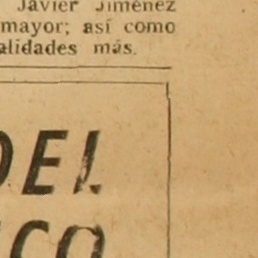 Javier Jiménez
mayor; así como
alidades más.
DEL
CO